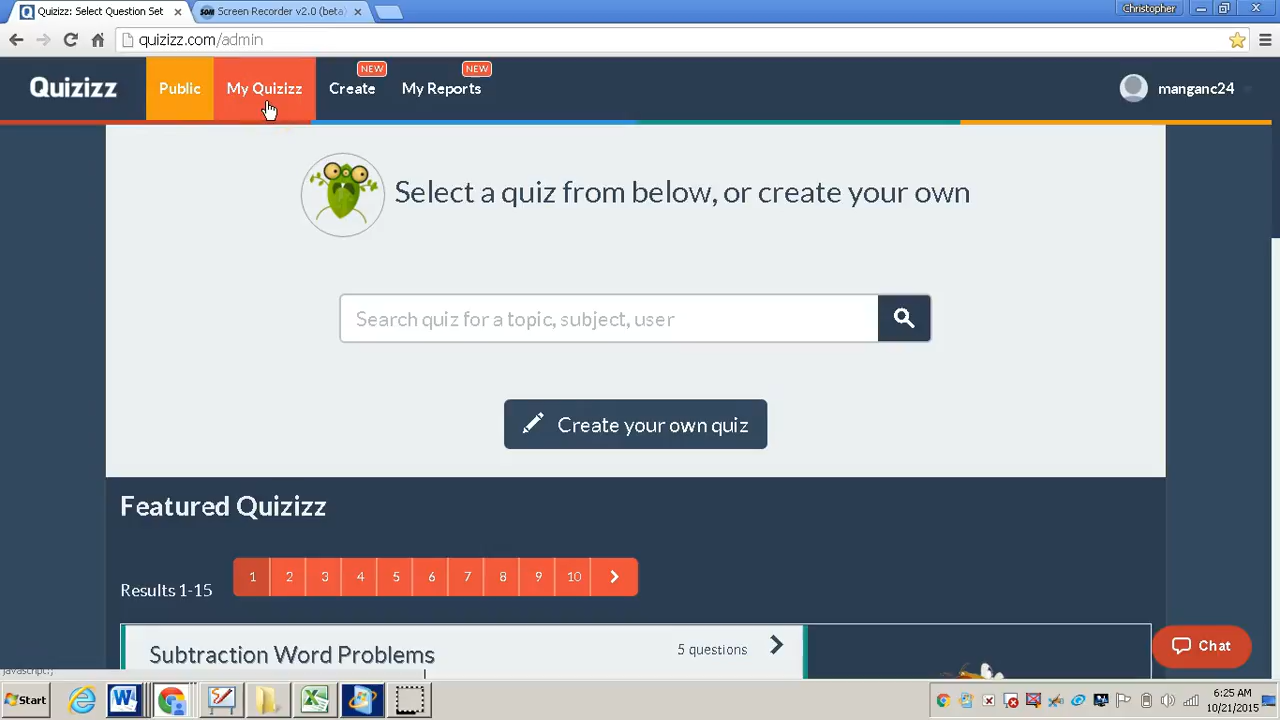 Quizizz: Select Question Set
Screen Recorder v2.0 (beta)
Christopher
quizizz.com/admin
Quizizz
Public
My Quizizz
NEW
Create
NEW
My Reports
manganc24
Select a quiz from below, or create your own
Search quiz for a topic, subject, user
Create your own quiz
Featured Quizizz
Results 1-15
1 2 3 4 5 6 7 8 9 10
Subtraction Word Problems
5 questions
Chat
javascript:;
Start
6:25 AM
10/21/2015